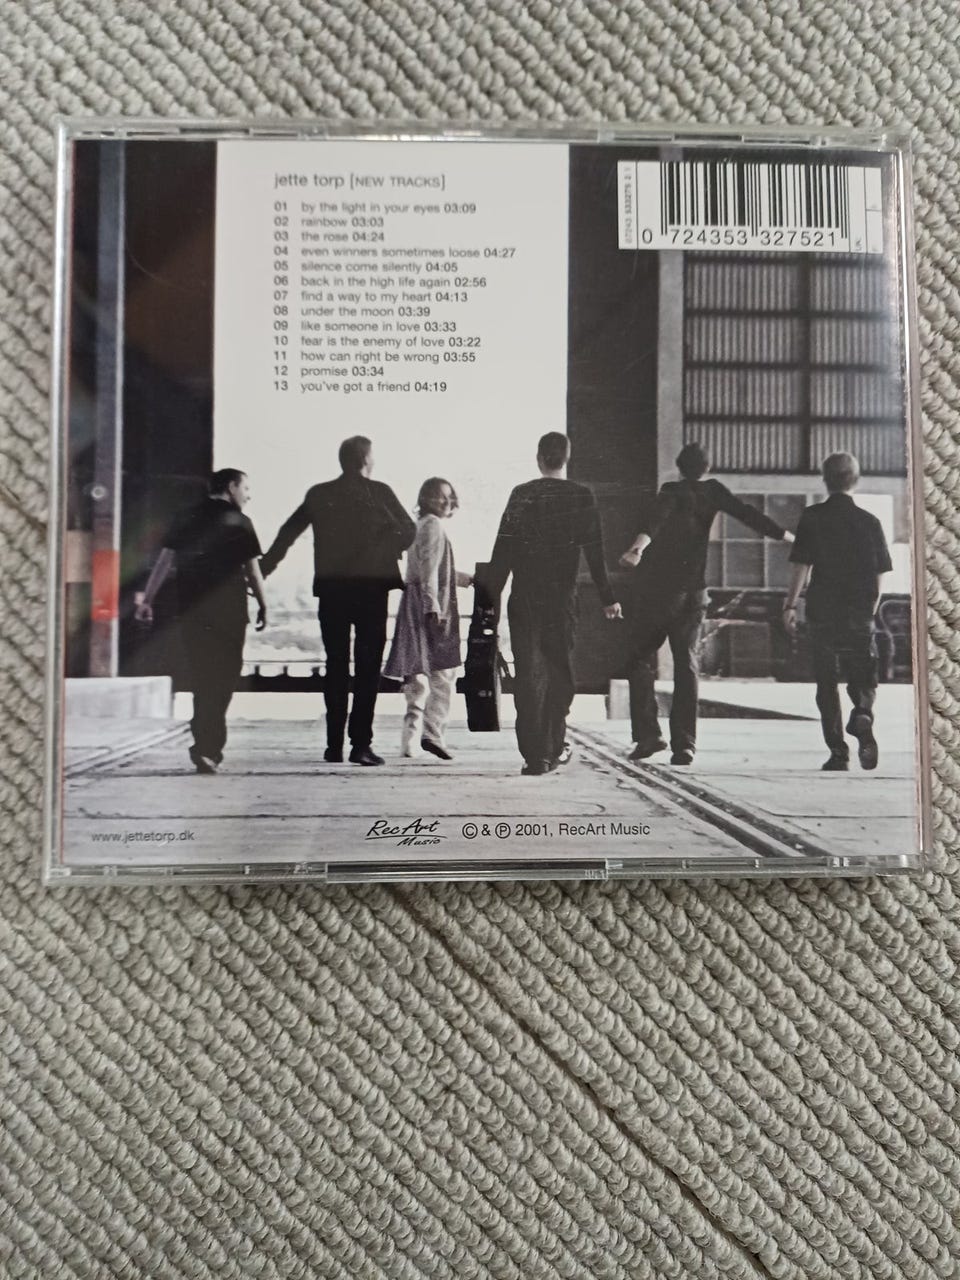 jette torp [NEW TRACKS]
01 by the light in your eyes 03:09
02 rainbow 03:03
03 the rose 04:24
04 even winners sometimes loose 04:27
05 silence come silently 04:05
06 back in the high life again 02:56
07 find a way to my heart 04:13
08 under the moon 03:39
09 like someone in love 03:33
10 fear is the enemy of love 03:22
11 how can right be wrong 03:55
12 promise 03:34
13 you've got a friend 04:19
0 724353 327521
www.jettetorp.dk
RecArt Music
© & ℗ 2001, RecArt Music